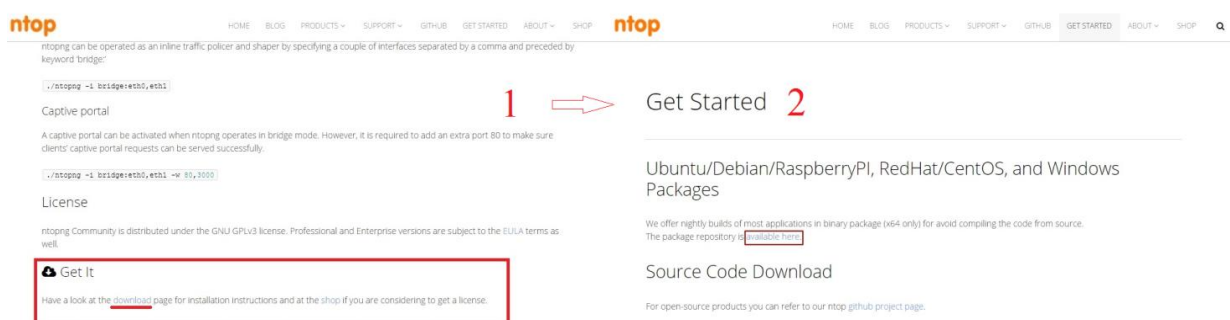 ntop
HOME BLOG PRODUCTS SUPPORT GITHUB GET STARTED ABOUT SHOP
ntopng can be operated as an inline traffic policer and shaper by specifying a couple of interfaces separated by a comma and preceded by
keyword 'bridge:'
./ntopng -i bridge:eth0,eth1
Captive portal
A captive portal can be activated when ntopng operates in bridge mode. However, it is required to add an extra port 80 to make sure
clients' captive portal requests can be served successfully.
./ntopng -i bridge:eth0,eth1 -w 80,3000
License
ntopng Community is distributed under the GNU GPLv3 license. Professional and Enterprise versions are subject to the EULA terms as
well.
Get It
Have a look at the download page for installation instructions and at the shop if you are considering to get a license.
1
ntop
HOME BLOG PRODUCTS SUPPORT GITHUB GET STARTED ABOUT SHOP
Get Started 2
Ubuntu/Debian/RaspberryPI, RedHat/CentOS, and Windows
Packages
We offer nightly builds of most applications in binary package (x64 only) for avoid compiling the code from source.
The package repository is available here.
Source Code Download
For open-source products you can refer to our ntop github project page.